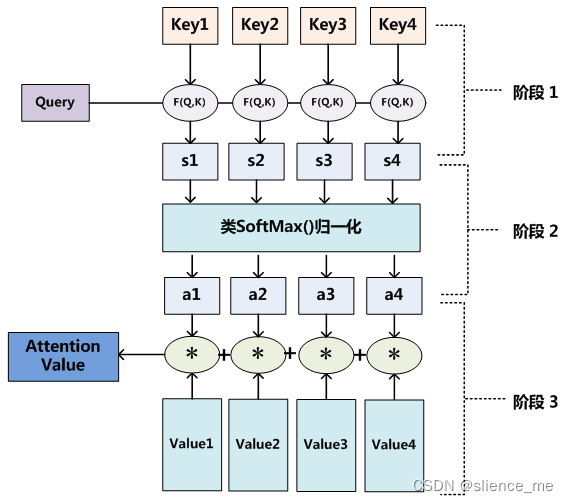 Key1 Key2 Key3 Key4
Query F(Q,K) F(Q,K) F(Q,K) F(Q,K) 阶段 1
s1 s2 s3 s4
类SoftMax()归一化 阶段 2
a1 a2 a3 a4
Attention
Value
* + * + * + *
阶段 3
Value1 Value2 Value3 Value4
CSDN @slience_me